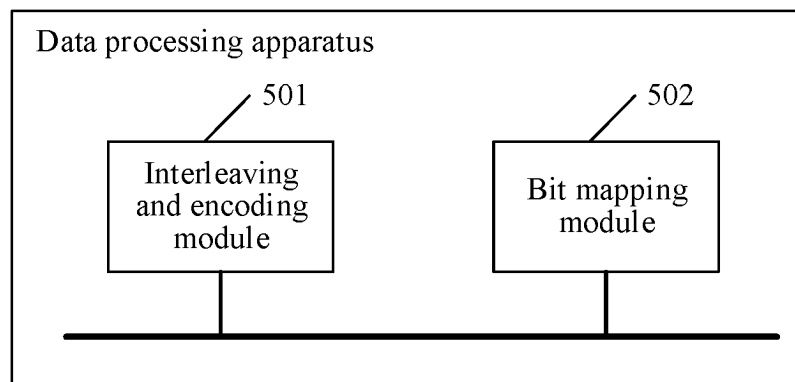 Data processing apparatus
501
502
Interleaving
and encoding
module
Bit mapping
module